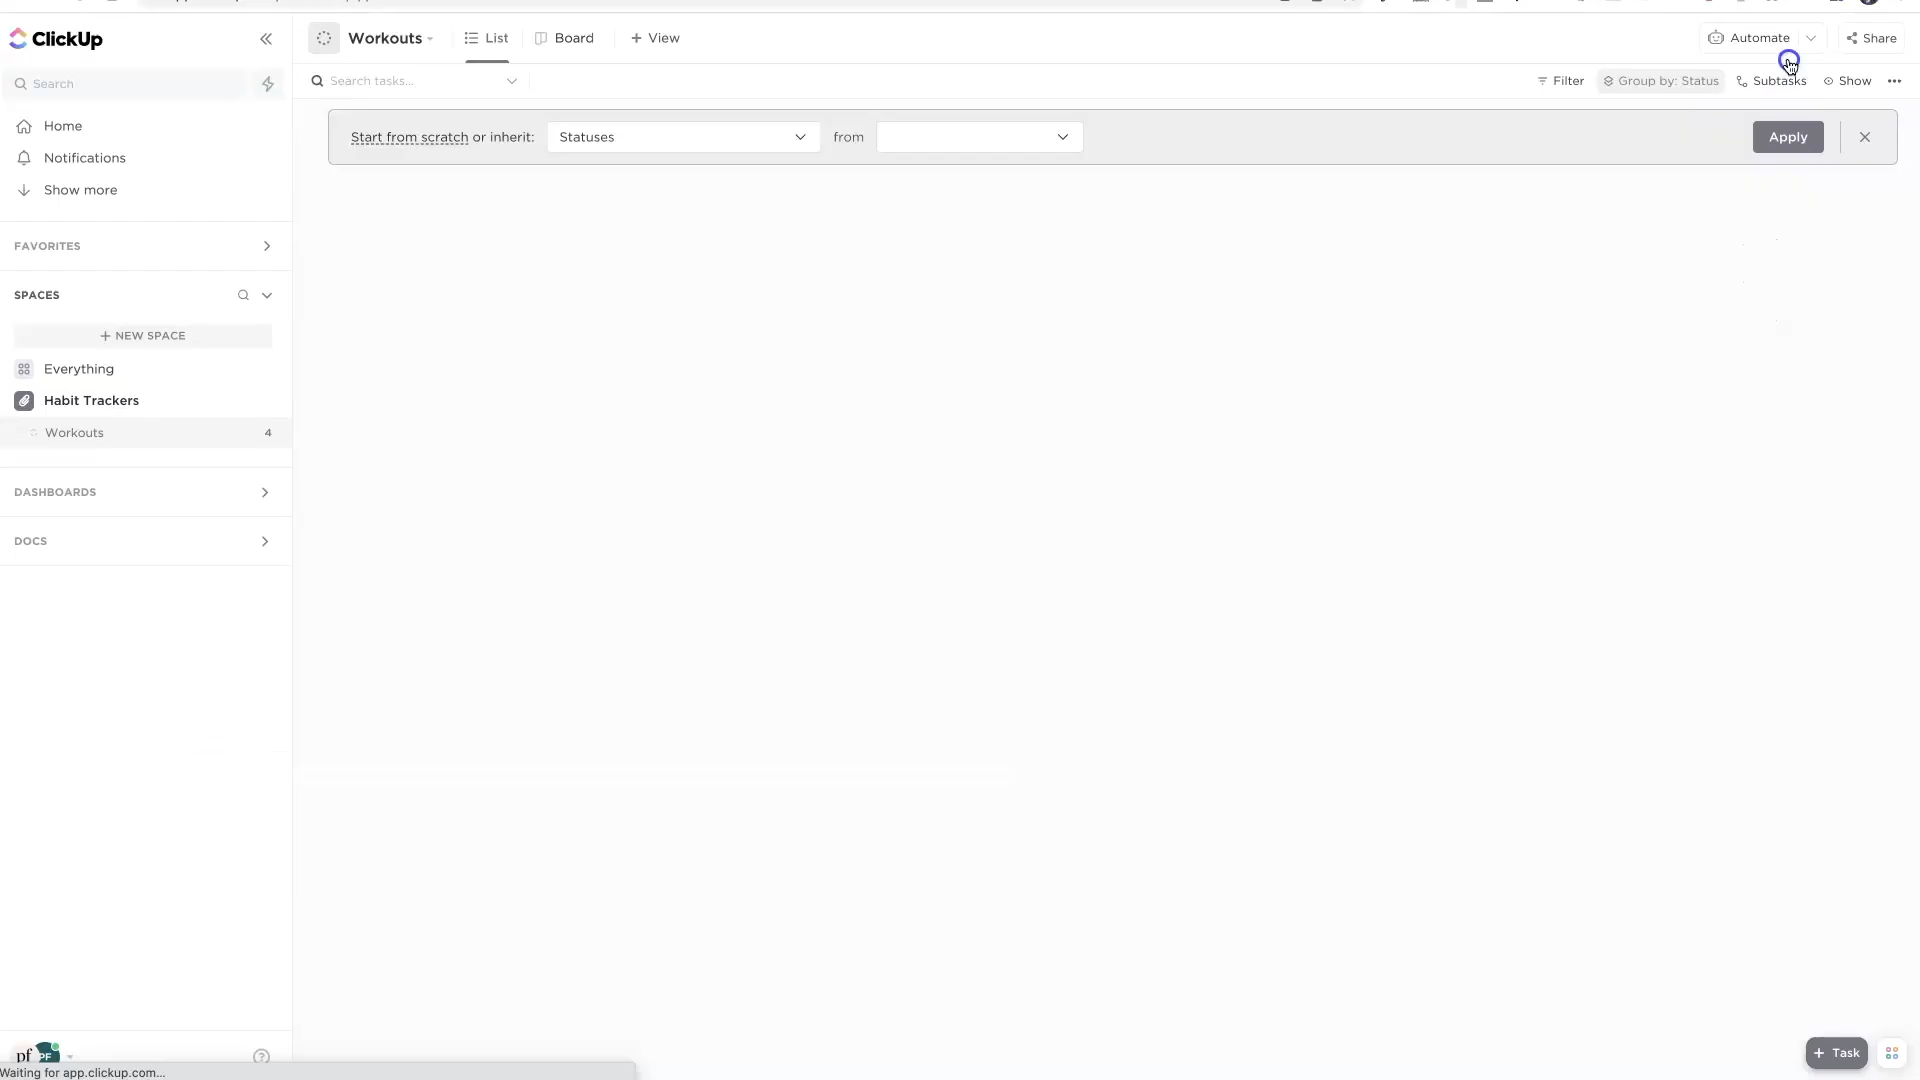 ClickUp
Workouts
List
Board
+ View
Automate
Share
Search
Search tasks...
Filter
Group by: Status
Subtasks
Show
Home
Notifications
Show more
Start from scratch or inherit:
Statuses
from
Apply
FAVORITES
SPACES
+ NEW SPACE
Everything
Habit Trackers
Workouts 4
DASHBOARDS
DOCS
pf PF
+ Task
Waiting for app.clickup.com...